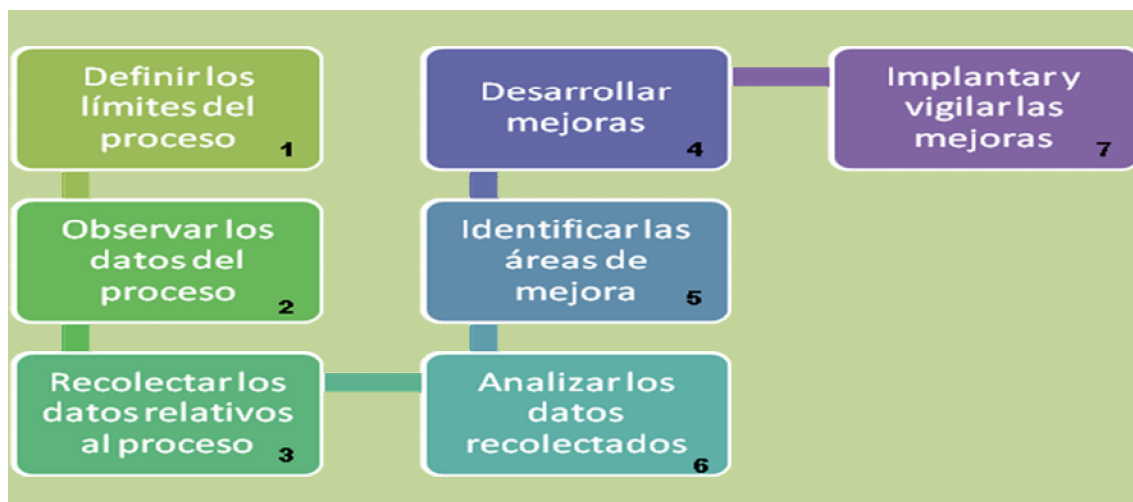 Definir los
límites del
proceso
1
Observar los
datos del
proceso
2
Recolectar los
datos relativos
al proceso
3
Desarrollar
mejoras
4
Identificar las
áreas de
mejora
5
Analizar los
datos
recolectados
6
Implantar y
vigilar las
mejoras
7